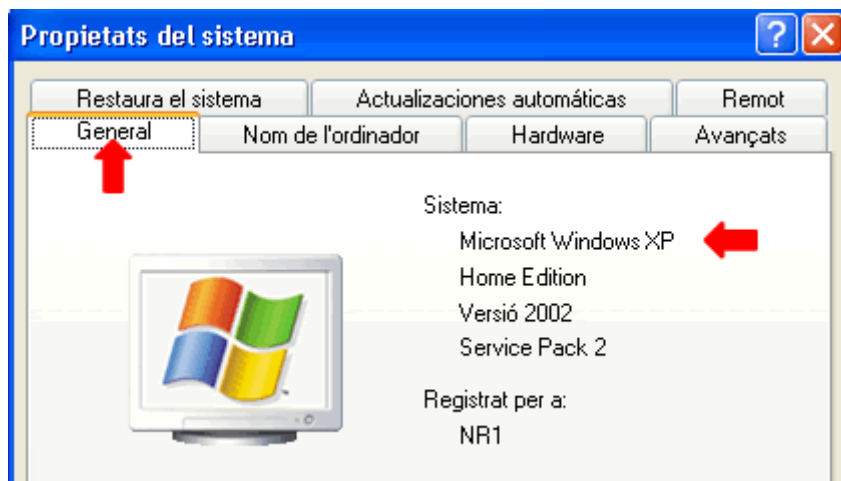 Propietats del sistema
Restaura el sistema
Actualizaciones automáticas
Remot
General
Nom de l'ordinador
Hardware
Avançats
Sistema:
Microsoft Windows XP
Home Edition
Versió 2002
Service Pack 2
Registrat per a:
NR1